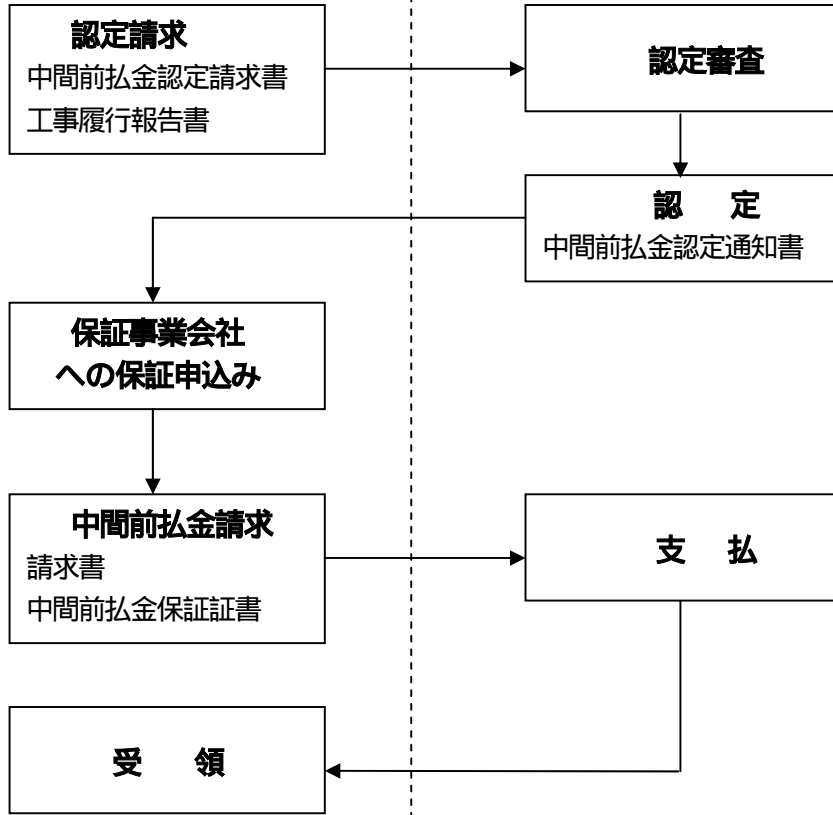 認定請求
中間前払金認定請求書
工事履行報告書
認定審査
認　定
中間前払金認定通知書
保証事業会社
への保証申込み
中間前払金請求
請求書
中間前払金保証証書
支　払
受　領